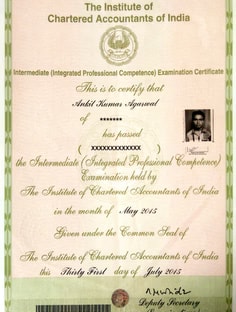 The Institute of
Chartered Accountants of India
Intermediate (Integrated Professional Competence) Examination Certificate
This is to certify that
Ankit Kumar Agarwal
of *******
has passed
( XXXXXXXXXXXXX )
the Intermediate (Integrated Professional Competence)
Examination held by
The Institute of Chartered Accountants of India
in the month of May 2015
Given under the Common Seal of
The Institute of Chartered Accountants of India
this Thirty First day of July 2015
Deputy Secretary